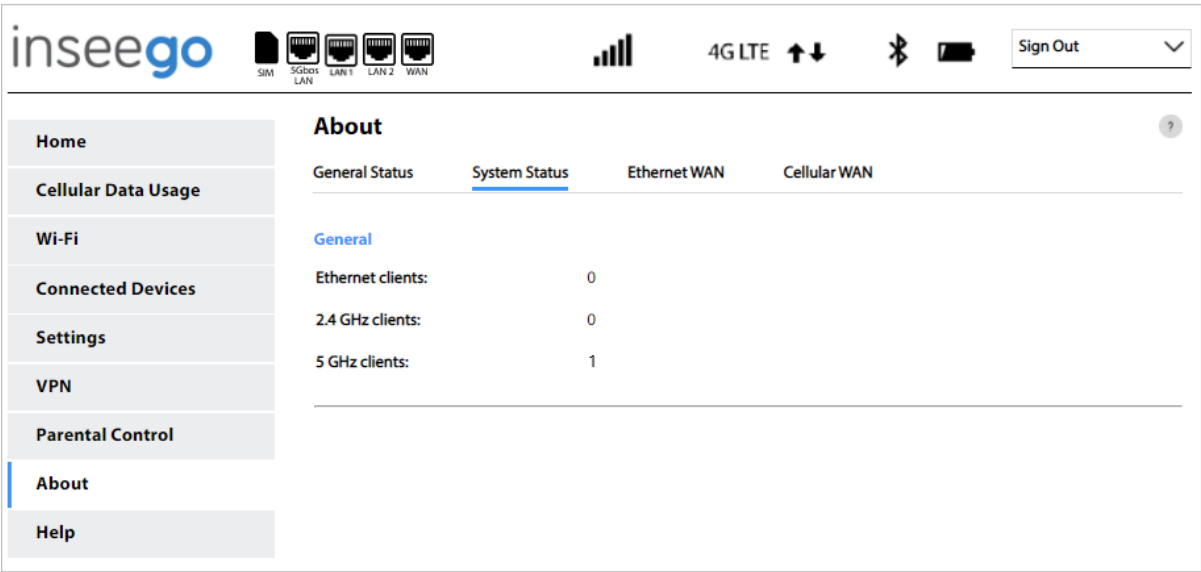 inseego
SIM
5Gbps
LAN
LAN 1
LAN 2
WAN
4G LTE
Sign Out
Home
Cellular Data Usage
Wi-Fi
Connected Devices
Settings
VPN
Parental Control
About
Help
About
?
General Status System Status Ethernet WAN Cellular WAN
General
Ethernet clients: 0
2.4 GHz clients: 0
5 GHz clients: 1